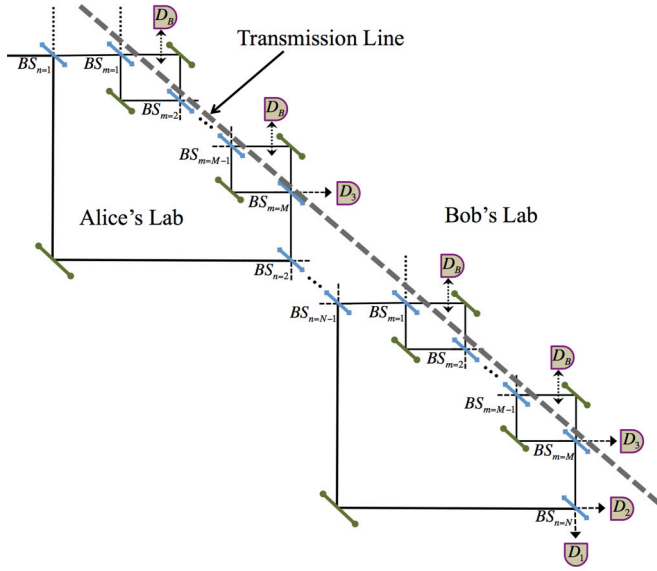 D_B
Transmission Line
BS_{n=1}
BS_{m=1}
BS_{m=2}
D_B
BS_{m=M-1}
D_3
BS_{m=M}
Alice's Lab
Bob's Lab
BS_{n=2}
D_B
BS_{n=N-1}
BS_{m=1}
BS_{m=2}
D_B
BS_{m=M-1}
D_3
BS_{m=M}
D_2
BS_{n=N}
D_1